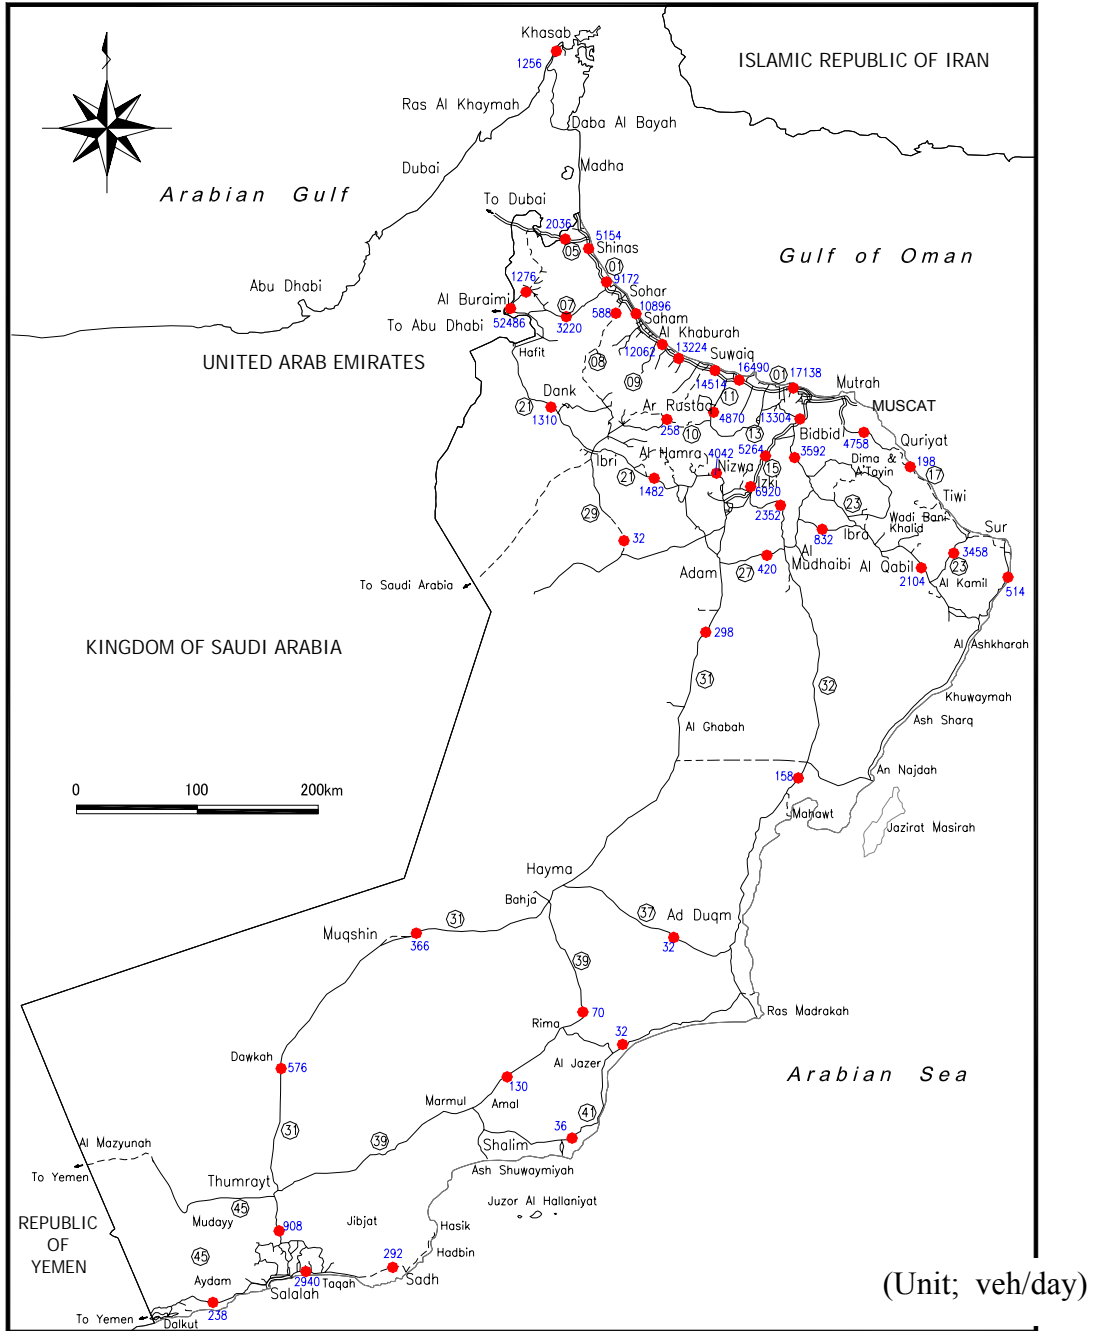 Khasab
1256
ISLAMIC REPUBLIC OF IRAN
Ras Al Khaymah
Daba Al Bayah
Dubai
Madha
Arabian Gulf
To Dubai
2036
5154
05
Shinas
Gulf of Oman
01
9172
1276
Abu Dhabi
Sohar
Al Buraimi
07
588
10896
52486
3220
Saham
To Abu Dhabi
Al Khaburah
Hafit
12062
13224
UNITED ARAB EMIRATES
08
Suwaiq
16490
01
17138
09
14514
Mutrah
11
Dank
21
1310
Ar Rustaq
4870
MUSCAT
258
10
13
13304
Bidbid
4758
Quriyat
Al Hamra
4042
5264
3592
Dima &
A'Tayin
198
Ibri
Nizwa
15
17
21
1482
Izki
6920
Tiwi
2352
23
29
Wadi Bani
Khalid
32
832
Ibra
Sur
3458
Adam
27
420
Al
Mudhaibi
Al Qabil
23
2104
Al Kamil
514
To Saudi Arabia
298
KINGDOM OF SAUDI ARABIA
Al Ashkharah
31
32
Khuwaymah
Al Ghabah
Ash Sharq
0
100
200km
158
An Najdah
Mahawt
Jazirat Masirah
Hayma
Bahja
31
37
Ad Duqm
Muqshin
366
32
39
70
Ras Madrakah
Rima
32
Dawkah
576
Al Jazer
Arabian Sea
130
Marmul
Amal
31
39
36
41
Al Mazyunah
Shalim
To Yemen
Ash Shuwaymiyah
Thumrayt
Juzor Al Hallaniyat
45
REPUBLIC
OF
YEMEN
Mudayy
Jibjat
Hasik
908
45
292
Hadbin
Aydam
2940
Taqah
Sadh
(Unit; veh/day)
Salalah
To Yemen
238
Dalkut